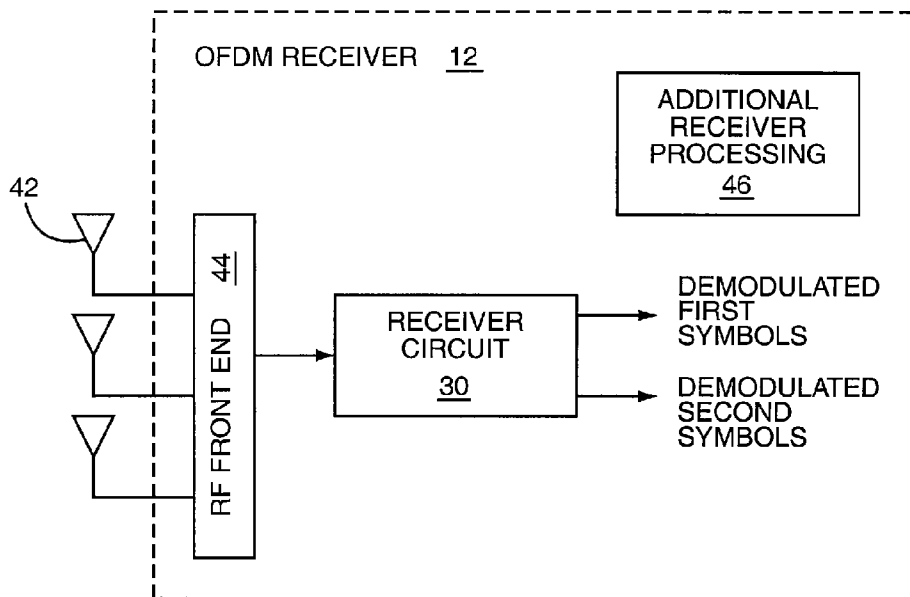 OFDM RECEIVER 12
ADDITIONAL
RECEIVER
PROCESSING
46
42
RF FRONT END 44
RECEIVER
CIRCUIT
30
DEMODULATED
FIRST
SYMBOLS
DEMODULATED
SECOND
SYMBOLS